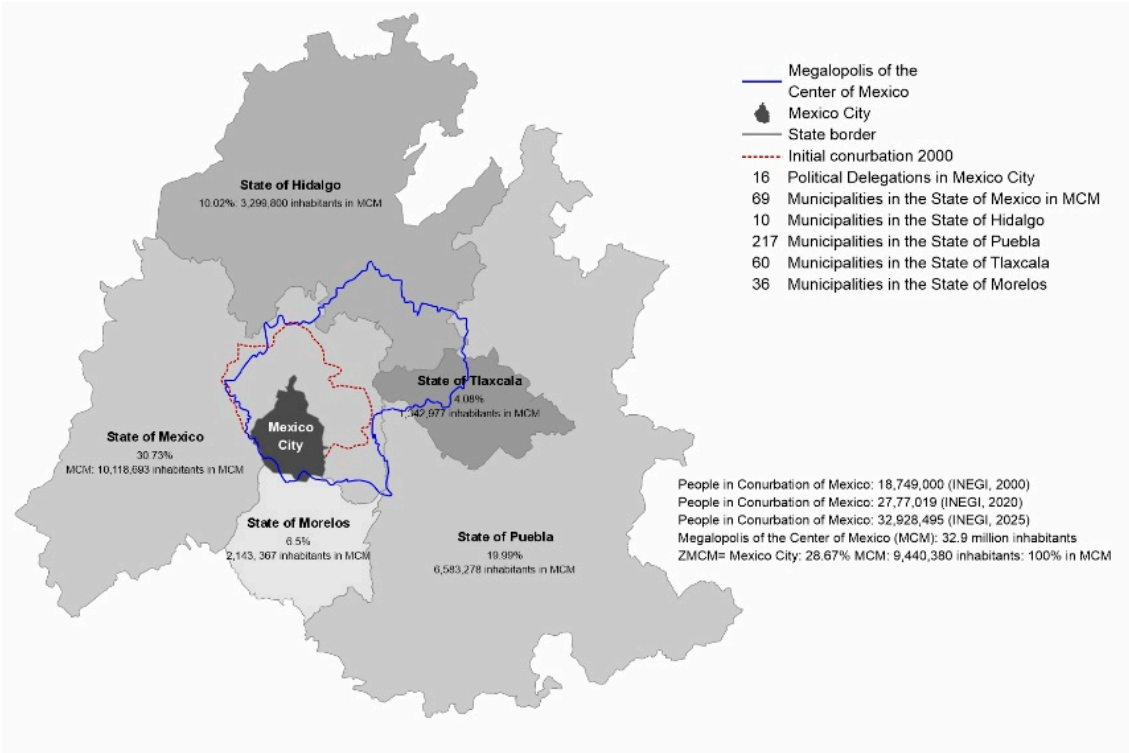 Megalopolis of the
Center of Mexico
Mexico City
State border
Initial conurbation 2000
16 Political Delegations in Mexico City
69 Municipalities in the State of Mexico in MCM
10 Municipalities in the State of Hidalgo
217 Municipalities in the State of Puebla
60 Municipalities in the State of Tlaxcala
36 Municipalities in the State of Morelos
State of Hidalgo
10.02%: 3,299,800 inhabitants in MCM
State of Tlaxcala
4.08%
1,342,977 inhabitants in MCM
Mexico
City
State of Mexico
30.73%
MCM: 10,118,693 inhabitants in MCM
State of Morelos
6.5%
2,143, 367 inhabitants in MCM
State of Puebla
19.99%
6,583,278 inhabitants in MCM
People in Conurbation of Mexico: 18,749,000 (INEGI, 2000)
People in Conurbation of Mexico: 27,77,019 (INEGI, 2020)
People in Conurbation of Mexico: 32,928,495 (INEGI, 2025)
Megalopolis of the Center of Mexico (MCM): 32.9 million inhabitants
ZMCM= Mexico City: 28.67% MCM: 9,440,380 inhabitants: 100% in MCM